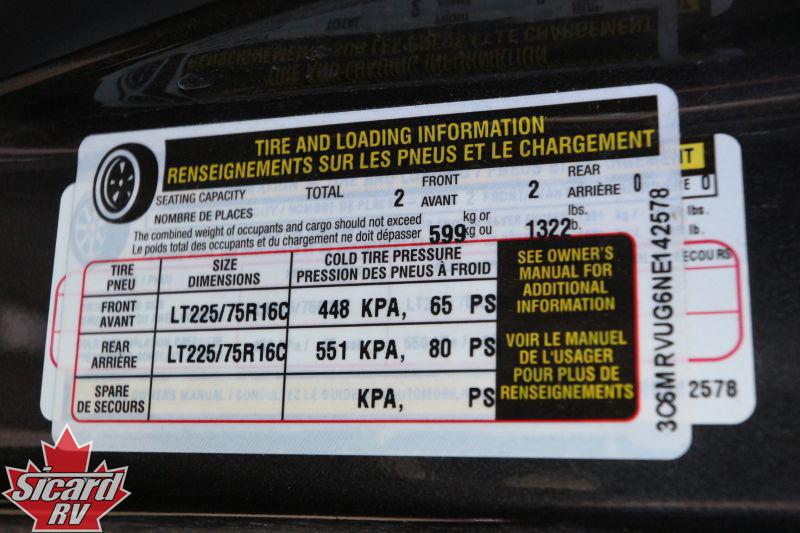 TIRE AND LOADING INFORMATION
RENSEIGNEMENTS SUR LES PNEUS ET LE CHARGEMENT
SEATING CAPACITY TOTAL 2 FRONT 2 REAR 0
NOMBRE DE PLACES AVANT ARRIÈRE
The combined weight of occupants and cargo should not exceed 599 kg or 1322 lbs.
Le poids total des occupants et du chargement ne doit dépasser kg ou lb.
TIRE SIZE COLD TIRE PRESSURE
PNEU DIMENSIONS PRESSION DES PNEUS À FROID
FRONT
AVANT LT225/75R16C 448 KPA, 65 PS
REAR
ARRIÈRE LT225/75R16C 551 KPA, 80 PS
SPARE
DE SECOURS KPA, PS
SEE OWNER'S
MANUAL FOR
ADDITIONAL
INFORMATION
VOIR LE MANUEL
DE L'USAGER
POUR PLUS DE
RENSEIGNEMENTS
3C6MRVUG6NE142578
NT
E 0
lbs.
lb.
ECOURS
2578
Sicard
RV